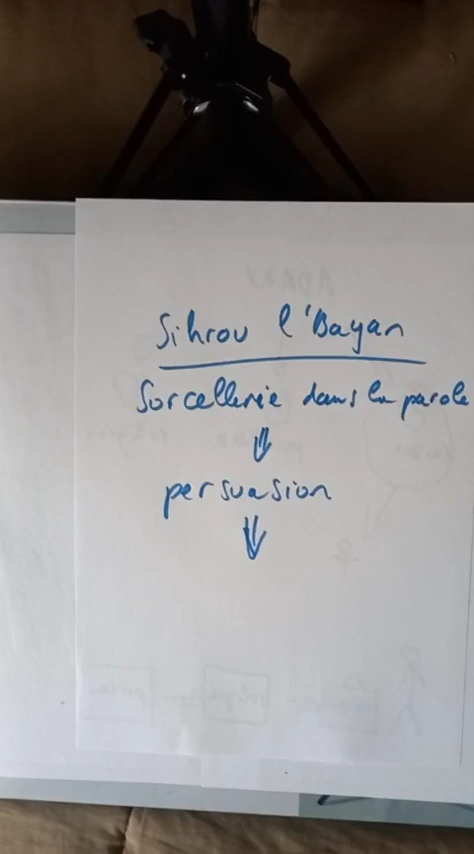 Sihrou l'Bayan
Sorcellerie dans la parole
⇓
persuasion
⇓